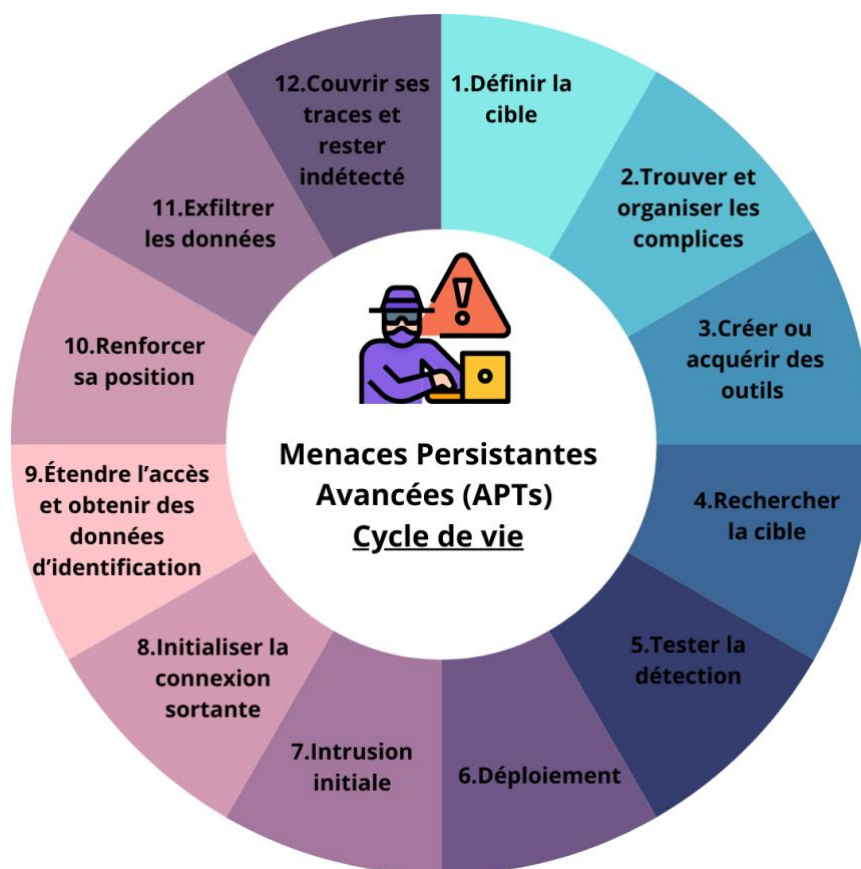 1.Définir la
cible
2.Trouver et
organiser les
complices
3.Créer ou
acquérir des
outils
4.Rechercher
la cible
5.Tester la
détection
6.Déploiement
7.Intrusion
initiale
8.Initialiser la
connexion
sortante
9.Étendre l’accès
et obtenir des
données
d’identification
10.Renforcer
sa position
11.Exfiltrer
les données
12.Couvrir ses
traces et
rester
indétecté
Menaces Persistantes
Avancées (APTs)
Cycle de vie